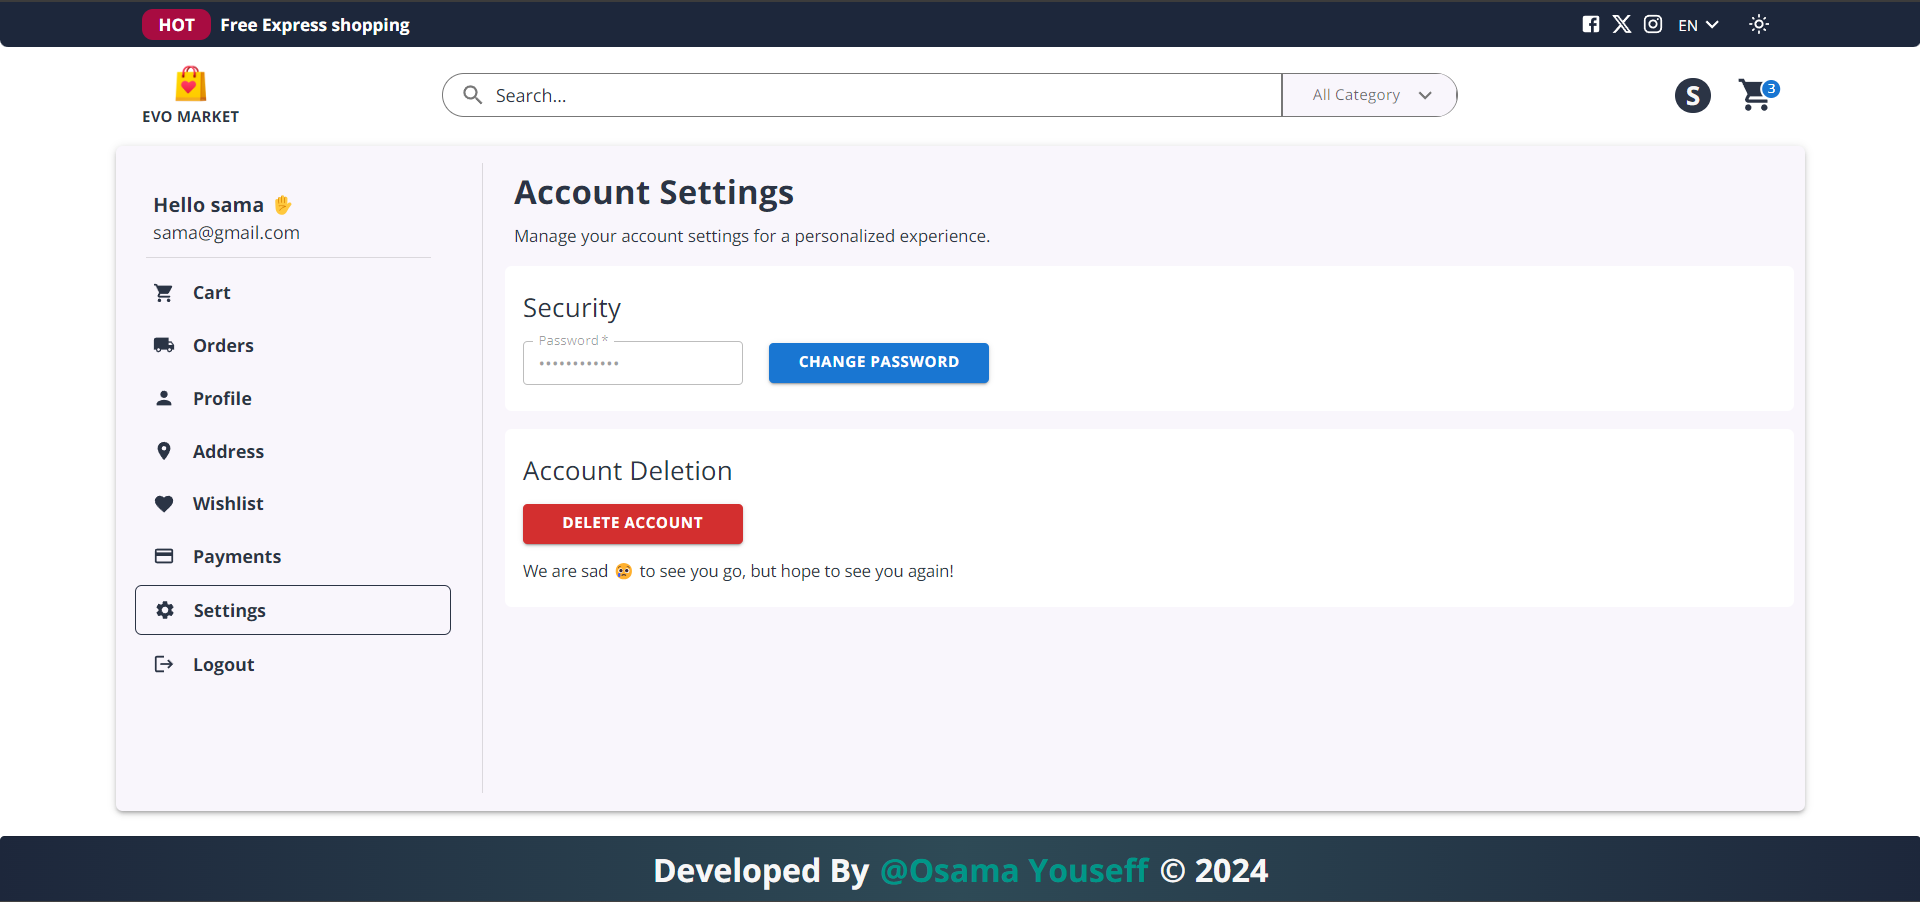 HOT Free Express shopping
EN
EVO MARKET
Search...
All Category
S
3
Hello sama ✋
sama@gmail.com
Cart
Orders
Profile
Address
Wishlist
Payments
Settings
Logout
Account Settings
Manage your account settings for a personalized experience.
Security
Password *
••••••••••••
CHANGE PASSWORD
Account Deletion
DELETE ACCOUNT
We are sad 😢 to see you go, but hope to see you again!
Developed By @Osama Youseff © 2024